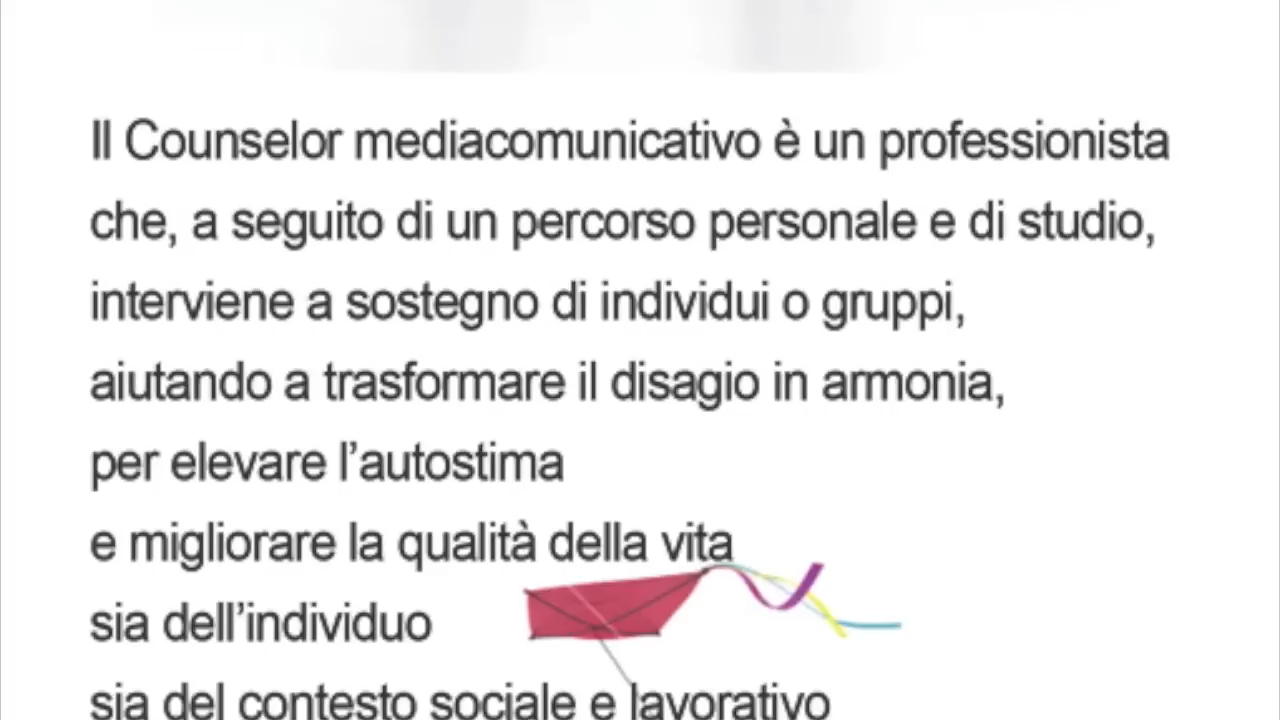 Il Counselor mediacomunicativo è un professionista
che, a seguito di un percorso personale e di studio,
interviene a sostegno di individui o gruppi,
aiutando a trasformare il disagio in armonia,
per elevare l’autostima
e migliorare la qualità della vita
sia dell’individuo
sia del contesto sociale e lavorativo